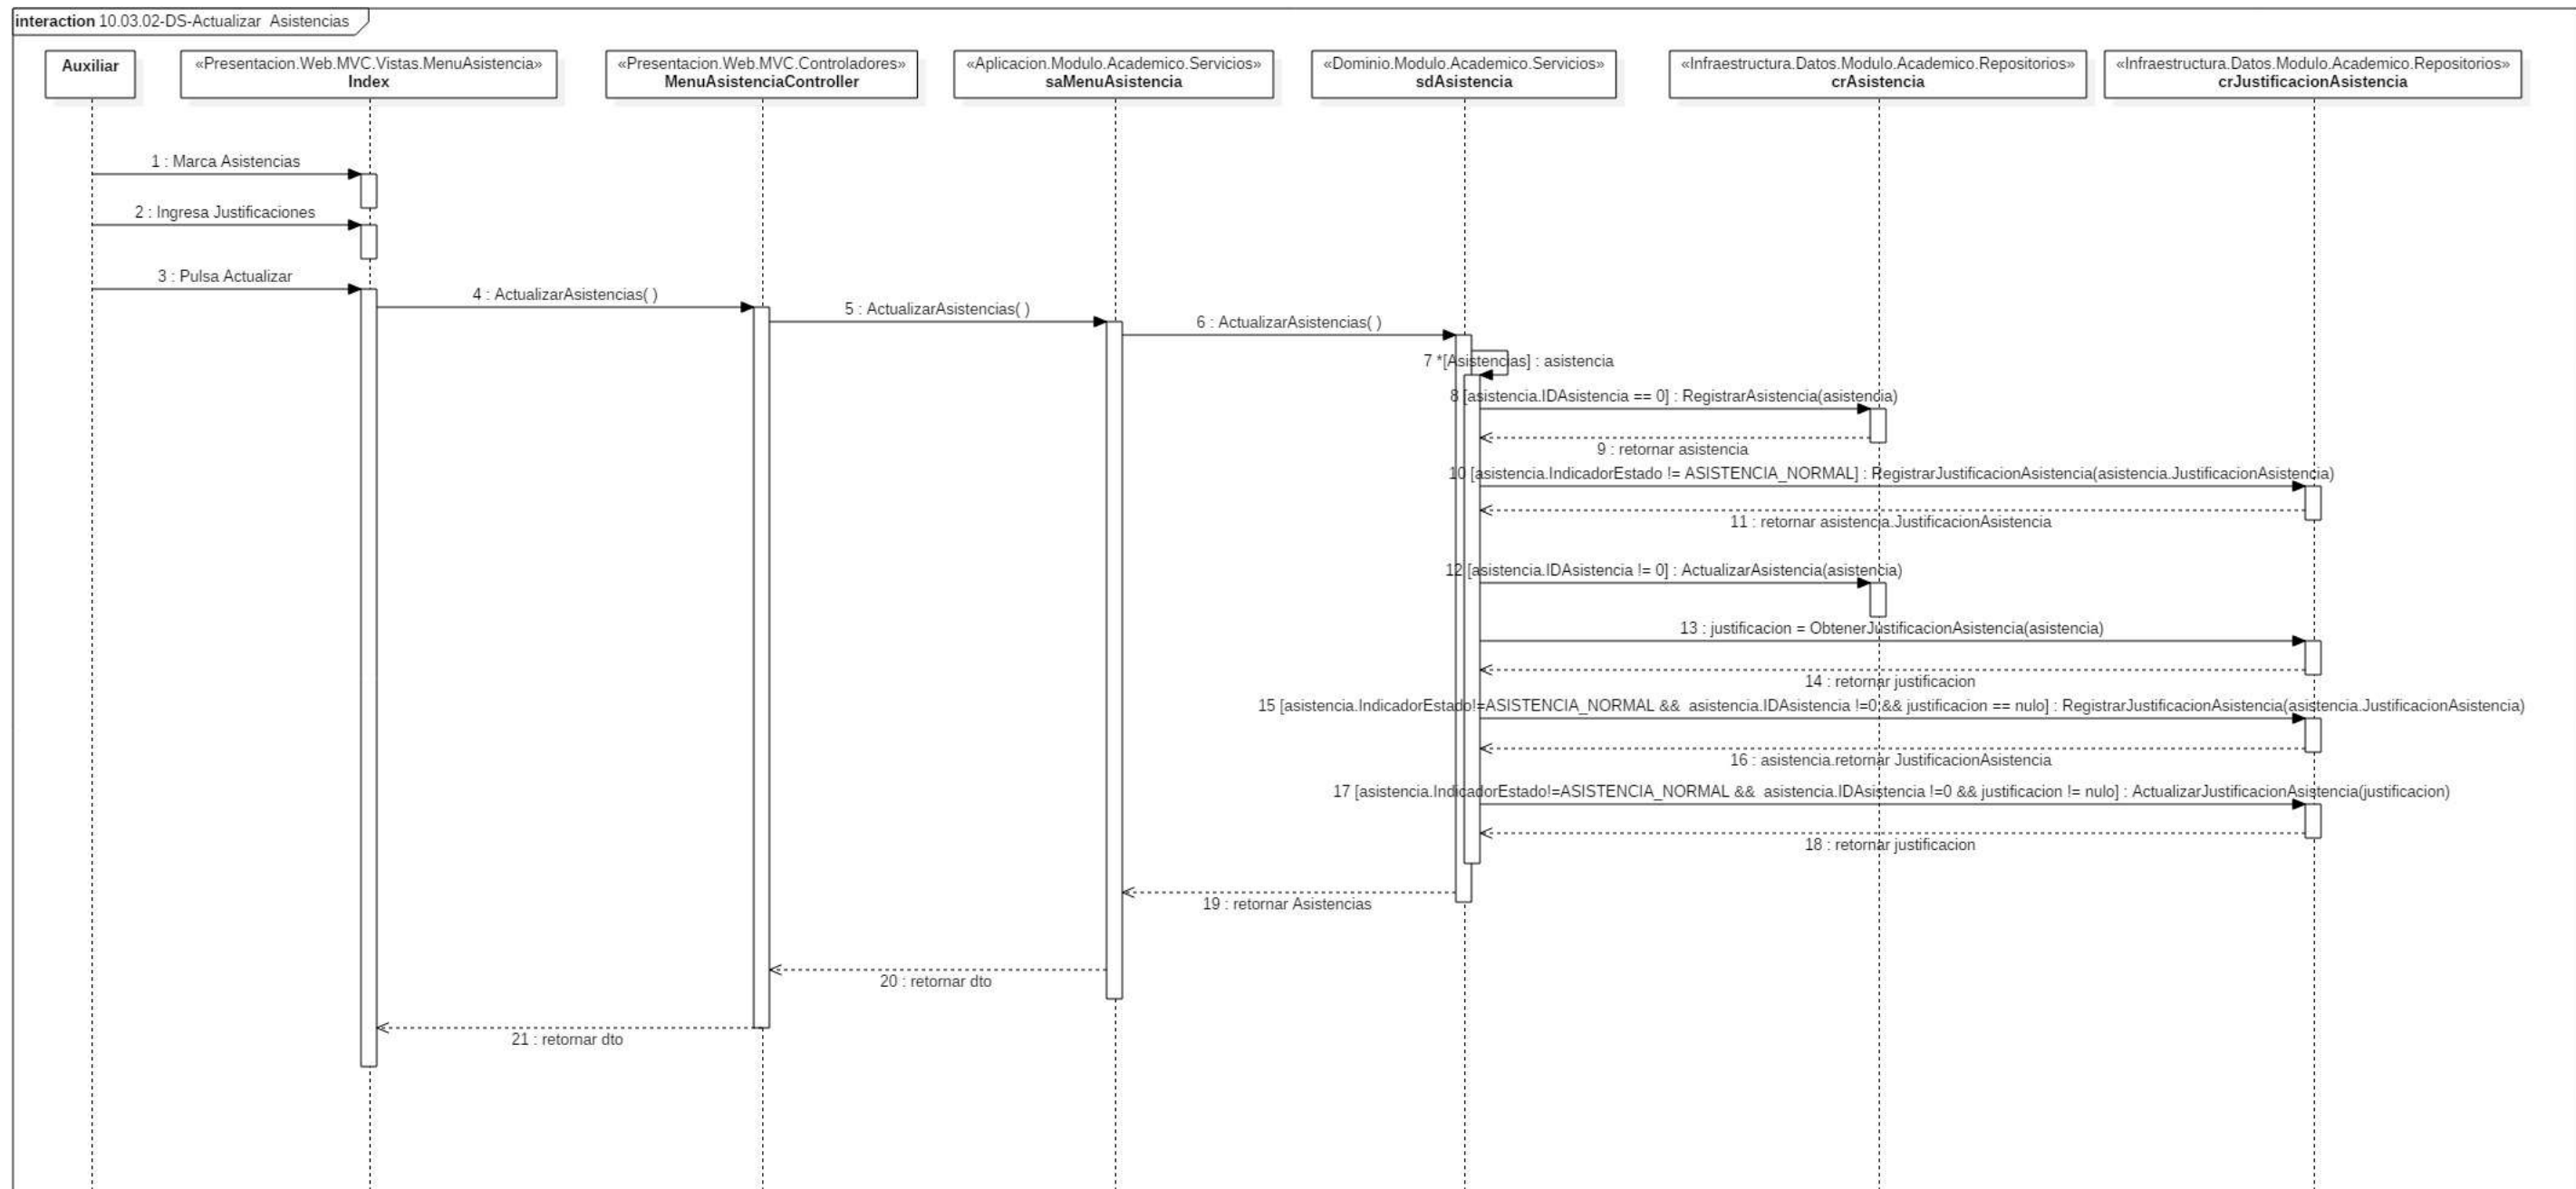 interaction 10.03.02-DS-Actualizar  Asistencias
Auxiliar
«Presentacion.Web.MVC.Vistas.MenuAsistencia»
Index
«Presentacion.Web.MVC.Controladores»
MenuAsistenciaController
«Aplicacion.Modulo.Academico.Servicios»
saMenuAsistencia
«Dominio.Modulo.Academico.Servicios»
sdAsistencia
«Infraestructura.Datos.Modulo.Academico.Repositorios»
crAsistencia
«Infraestructura.Datos.Modulo.Academico.Repositorios»
crJustificacionAsistencia
1 : Marca Asistencias
2 : Ingresa Justificaciones
3 : Pulsa Actualizar
4 : ActualizarAsistencias( )
5 : ActualizarAsistencias( )
6 : ActualizarAsistencias( )
7 *[Asistencias] : asistencia
8 [asistencia.IDAsistencia == 0] : RegistrarAsistencia(asistencia)
9 : retornar asistencia
10 [asistencia.IndicadorEstado != ASISTENCIA_NORMAL] : RegistrarJustificacionAsistencia(asistencia.JustificacionAsistencia)
11 : retornar asistencia.JustificacionAsistencia
12 [asistencia.IDAsistencia != 0] : ActualizarAsistencia(asistencia)
13 : justificacion = ObtenerJustificacionAsistencia(asistencia)
14 : retornar justificacion
15 [asistencia.IndicadorEstado!=ASISTENCIA_NORMAL &&  asistencia.IDAsistencia !=0 && justificacion == nulo] : RegistrarJustificacionAsistencia(asistencia.JustificacionAsistencia)
16 : asistencia.retornar JustificacionAsistencia
17 [asistencia.IndicadorEstado!=ASISTENCIA_NORMAL &&  asistencia.IDAsistencia !=0 && justificacion != nulo] : ActualizarJustificacionAsistencia(justificacion)
18 : retornar justificacion
19 : retornar Asistencias
20 : retornar dto
21 : retornar dto